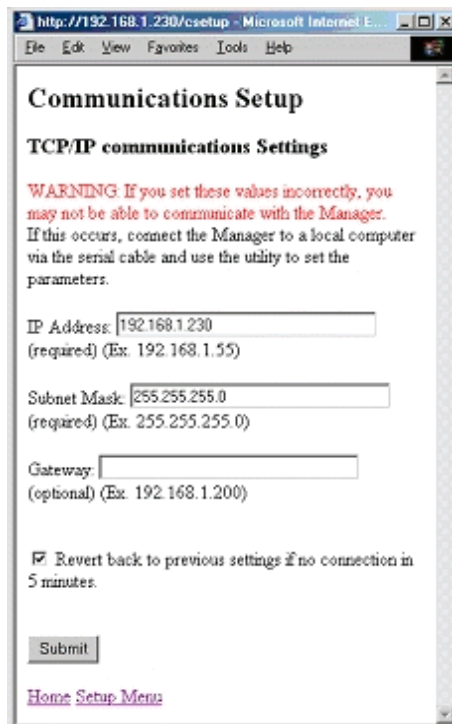 http://192.168.1.230/csetup - Microsoft Internet E...
File Edit View Favorites Tools Help
Communications Setup
TCP/IP communications Settings
WARNING: If you set these values incorrectly, you
may not be able to communicate with the Manager.
If this occurs, connect the Manager to a local computer
via the serial cable and use the utility to set the
parameters.
IP Address: 192.168.1.230
(required) (Ex. 192.168.1.55)
Subnet Mask: 255.255.255.0
(required) (Ex. 255.255.255.0)
Gateway:
(optional) (Ex. 192.168.1.200)
Revert back to previous settings if no connection in
5 minutes.
Submit
Home Setup Menu